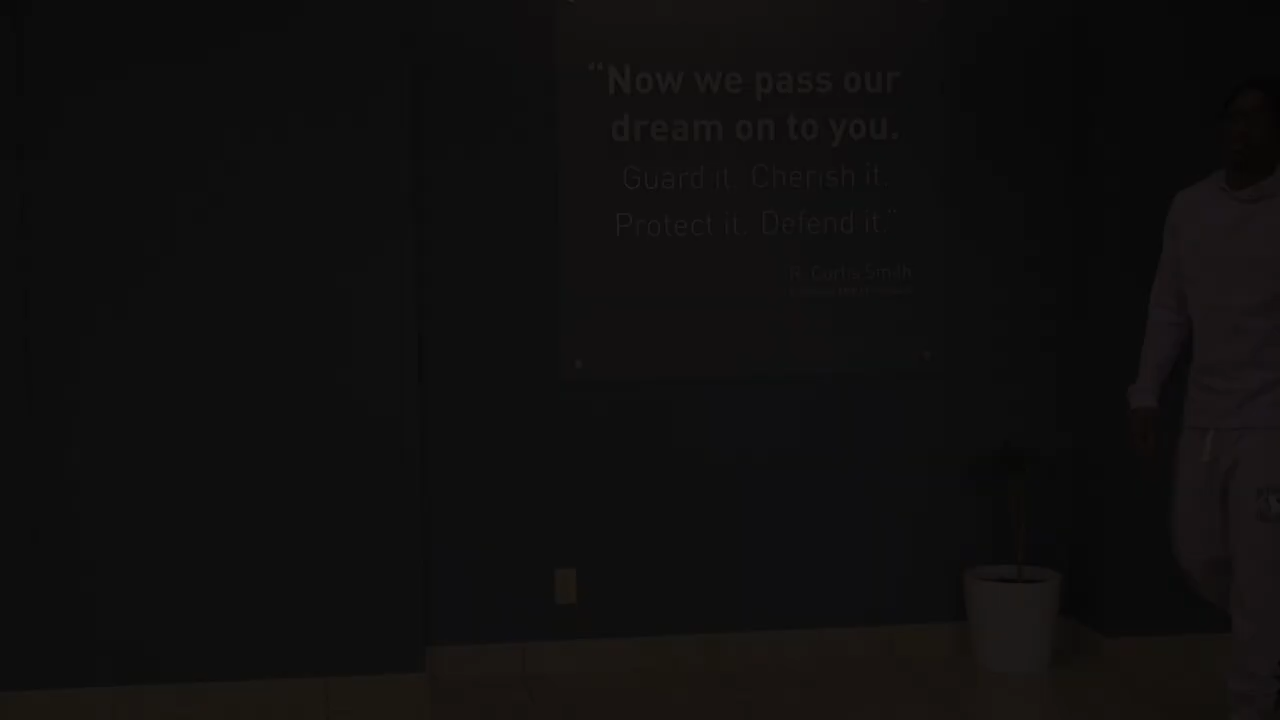 “Now we pass our
dream on to you.
Guard it. Cherish it.
Protect it. Defend it.”
R. Curtis Smith